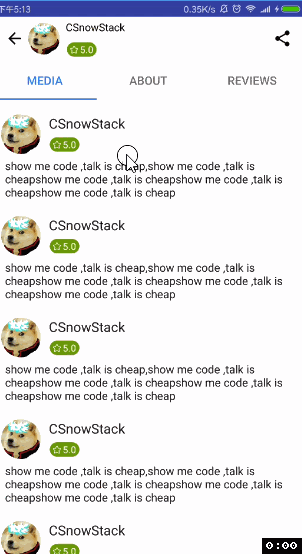 下午5:13
0.35K/s
CSnowStack
5.0
MEDIA ABOUT REVIEWS
CSnowStack
5.0
show me code ,talk is cheap,show me code ,talk is
cheapshow me code ,talk is cheapshow me code ,talk is
cheapshow me code ,talk is cheap
CSnowStack
5.0
show me code ,talk is cheap,show me code ,talk is
cheapshow me code ,talk is cheapshow me code ,talk is
cheapshow me code ,talk is cheap
CSnowStack
5.0
show me code ,talk is cheap,show me code ,talk is
cheapshow me code ,talk is cheapshow me code ,talk is
cheapshow me code ,talk is cheap
CSnowStack
5.0
show me code ,talk is cheap,show me code ,talk is
cheapshow me code ,talk is cheapshow me code ,talk is
cheapshow me code ,talk is cheap
CSnowStack
5.0
0:00